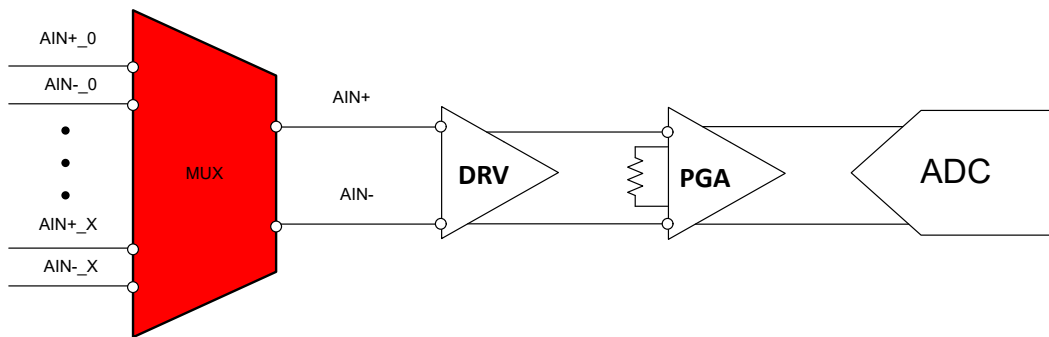 AIN+_0
AIN-_0
AIN+_X
AIN-_X
MUX
AIN+
AIN-
DRV
PGA
ADC